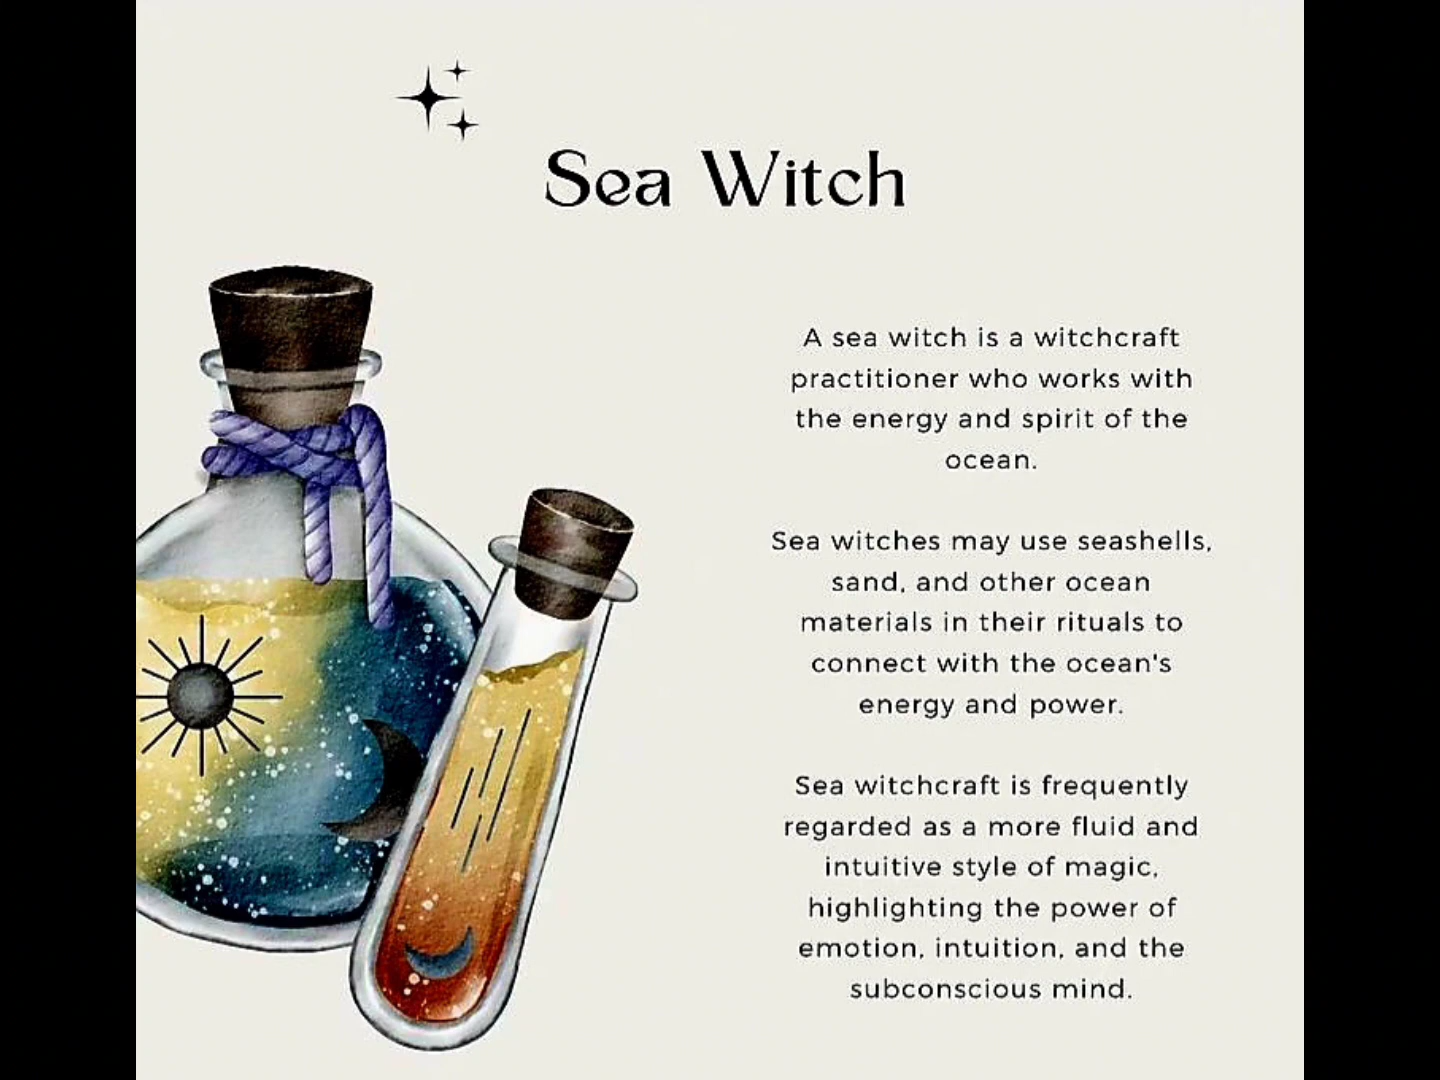 Sea Witch
A sea witch is a witchcraft
practitioner who works with
the energy and spirit of the
ocean.
Sea witches may use seashells,
sand, and other ocean
materials in their rituals to
connect with the ocean's
energy and power.
Sea witchcraft is frequently
regarded as a more fluid and
intuitive style of magic,
highlighting the power of
emotion, intuition, and the
subconscious mind.